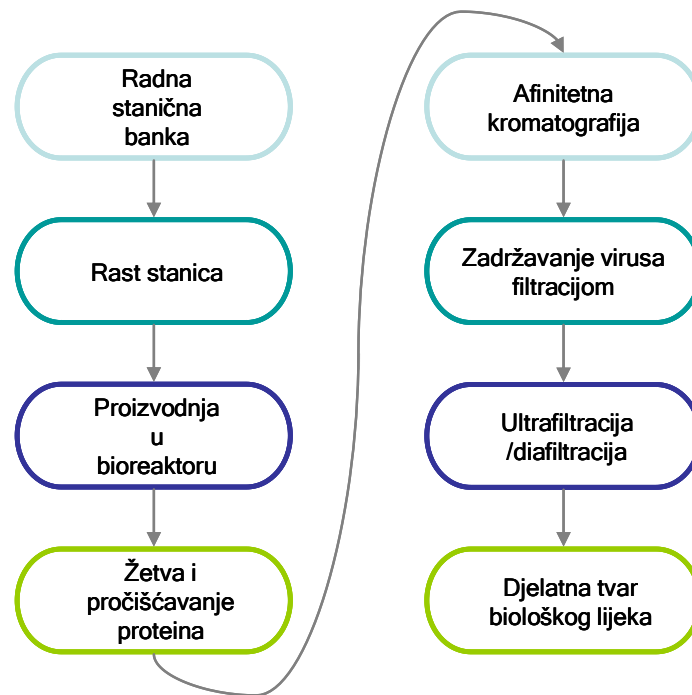 Radna
stanična
banka
Rast stanica
Proizvodnja
u
bioreaktoru
Žetva i
pročišćavanje
proteina
Afinitetna
kromatografija
Zadržavanje virusa
filtracijom
Ultrafiltracija
/diafiltracija
Djelatna tvar
biološkog lijeka